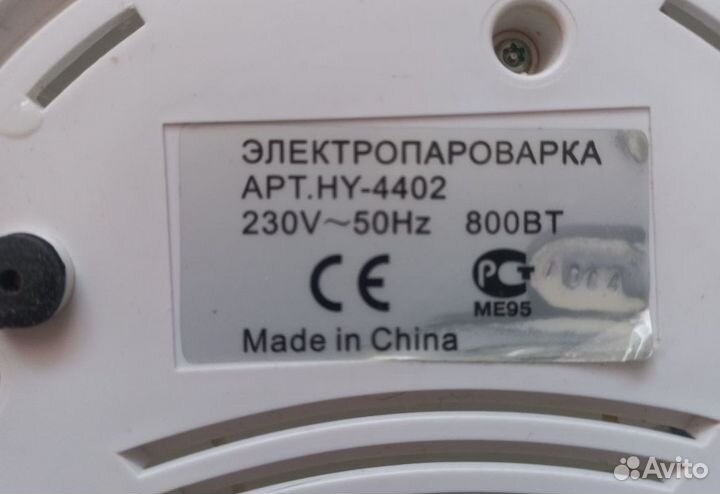 ЭЛЕКТРОПАРОВАРКА
АРТ.HY-4402
230V~50Hz 800ВТ
CE РСТ
ME95
Made in China
Avito